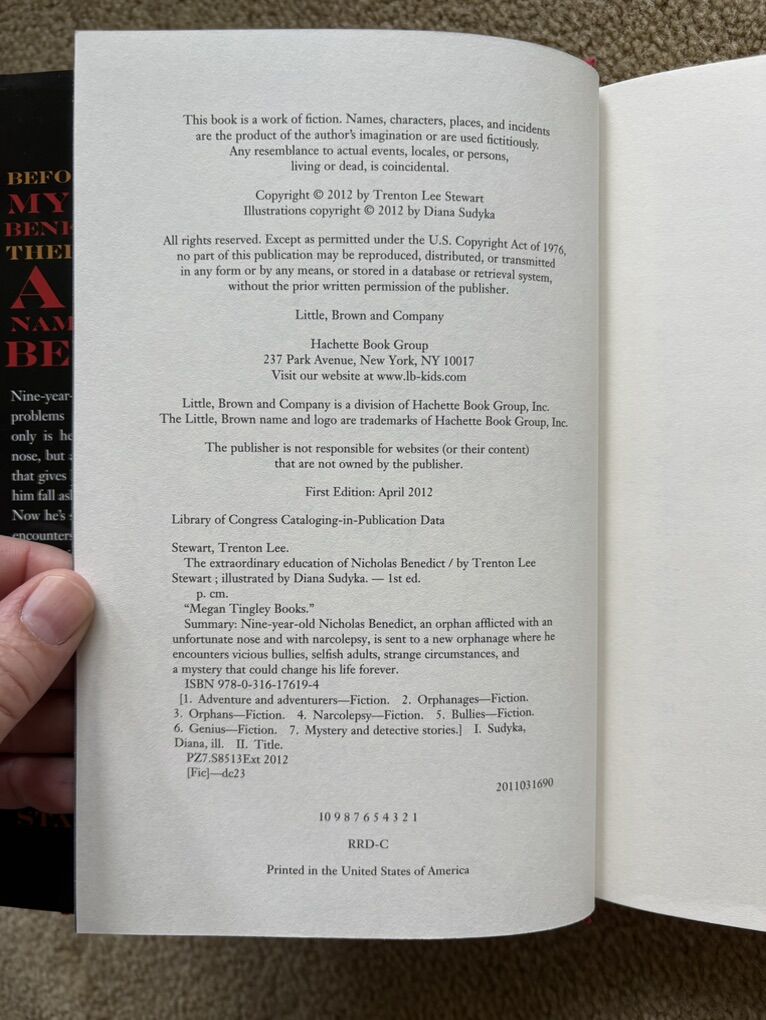 BEFO
MY
BENE
THEI
A
NAM
BE
Nine-year-
problems
only is he
nose, but
that gives
him fall asl
Now he's
encounters
STA
This book is a work of fiction. Names, characters, places, and incidents
are the product of the author's imagination or are used fictitiously.
Any resemblance to actual events, locales, or persons,
living or dead, is coincidental.
Copyright © 2012 by Trenton Lee Stewart
Illustrations copyright © 2012 by Diana Sudyka
All rights reserved. Except as permitted under the U.S. Copyright Act of 1976,
no part of this publication may be reproduced, distributed, or transmitted
in any form or by any means, or stored in a database or retrieval system,
without the prior written permission of the publisher.
Little, Brown and Company
Hachette Book Group
237 Park Avenue, New York, NY 10017
Visit our website at www.lb-kids.com
Little, Brown and Company is a division of Hachette Book Group, Inc.
The Little, Brown name and logo are trademarks of Hachette Book Group, Inc.
The publisher is not responsible for websites (or their content)
that are not owned by the publisher.
First Edition: April 2012
Library of Congress Cataloging-in-Publication Data
Stewart, Trenton Lee.
The extraordinary education of Nicholas Benedict / by Trenton Lee
Stewart ; illustrated by Diana Sudyka. — 1st ed.
p. cm.
“Megan Tingley Books.”
Summary: Nine-year-old Nicholas Benedict, an orphan afflicted with an
unfortunate nose and with narcolepsy, is sent to a new orphanage where he
encounters vicious bullies, selfish adults, strange circumstances, and
a mystery that could change his life forever.
ISBN 978-0-316-17619-4
[1. Adventure and adventurers—Fiction. 2. Orphanages—Fiction.
3. Orphans—Fiction. 4. Narcolepsy—Fiction. 5. Bullies—Fiction.
6. Genius—Fiction. 7. Mystery and detective stories.] I. Sudyka,
Diana, ill. II. Title.
PZ7.S8513Ext 2012
[Fic]—dc23
2011031690
10 9 8 7 6 5 4 3 2 1
RRD-C
Printed in the United States of America